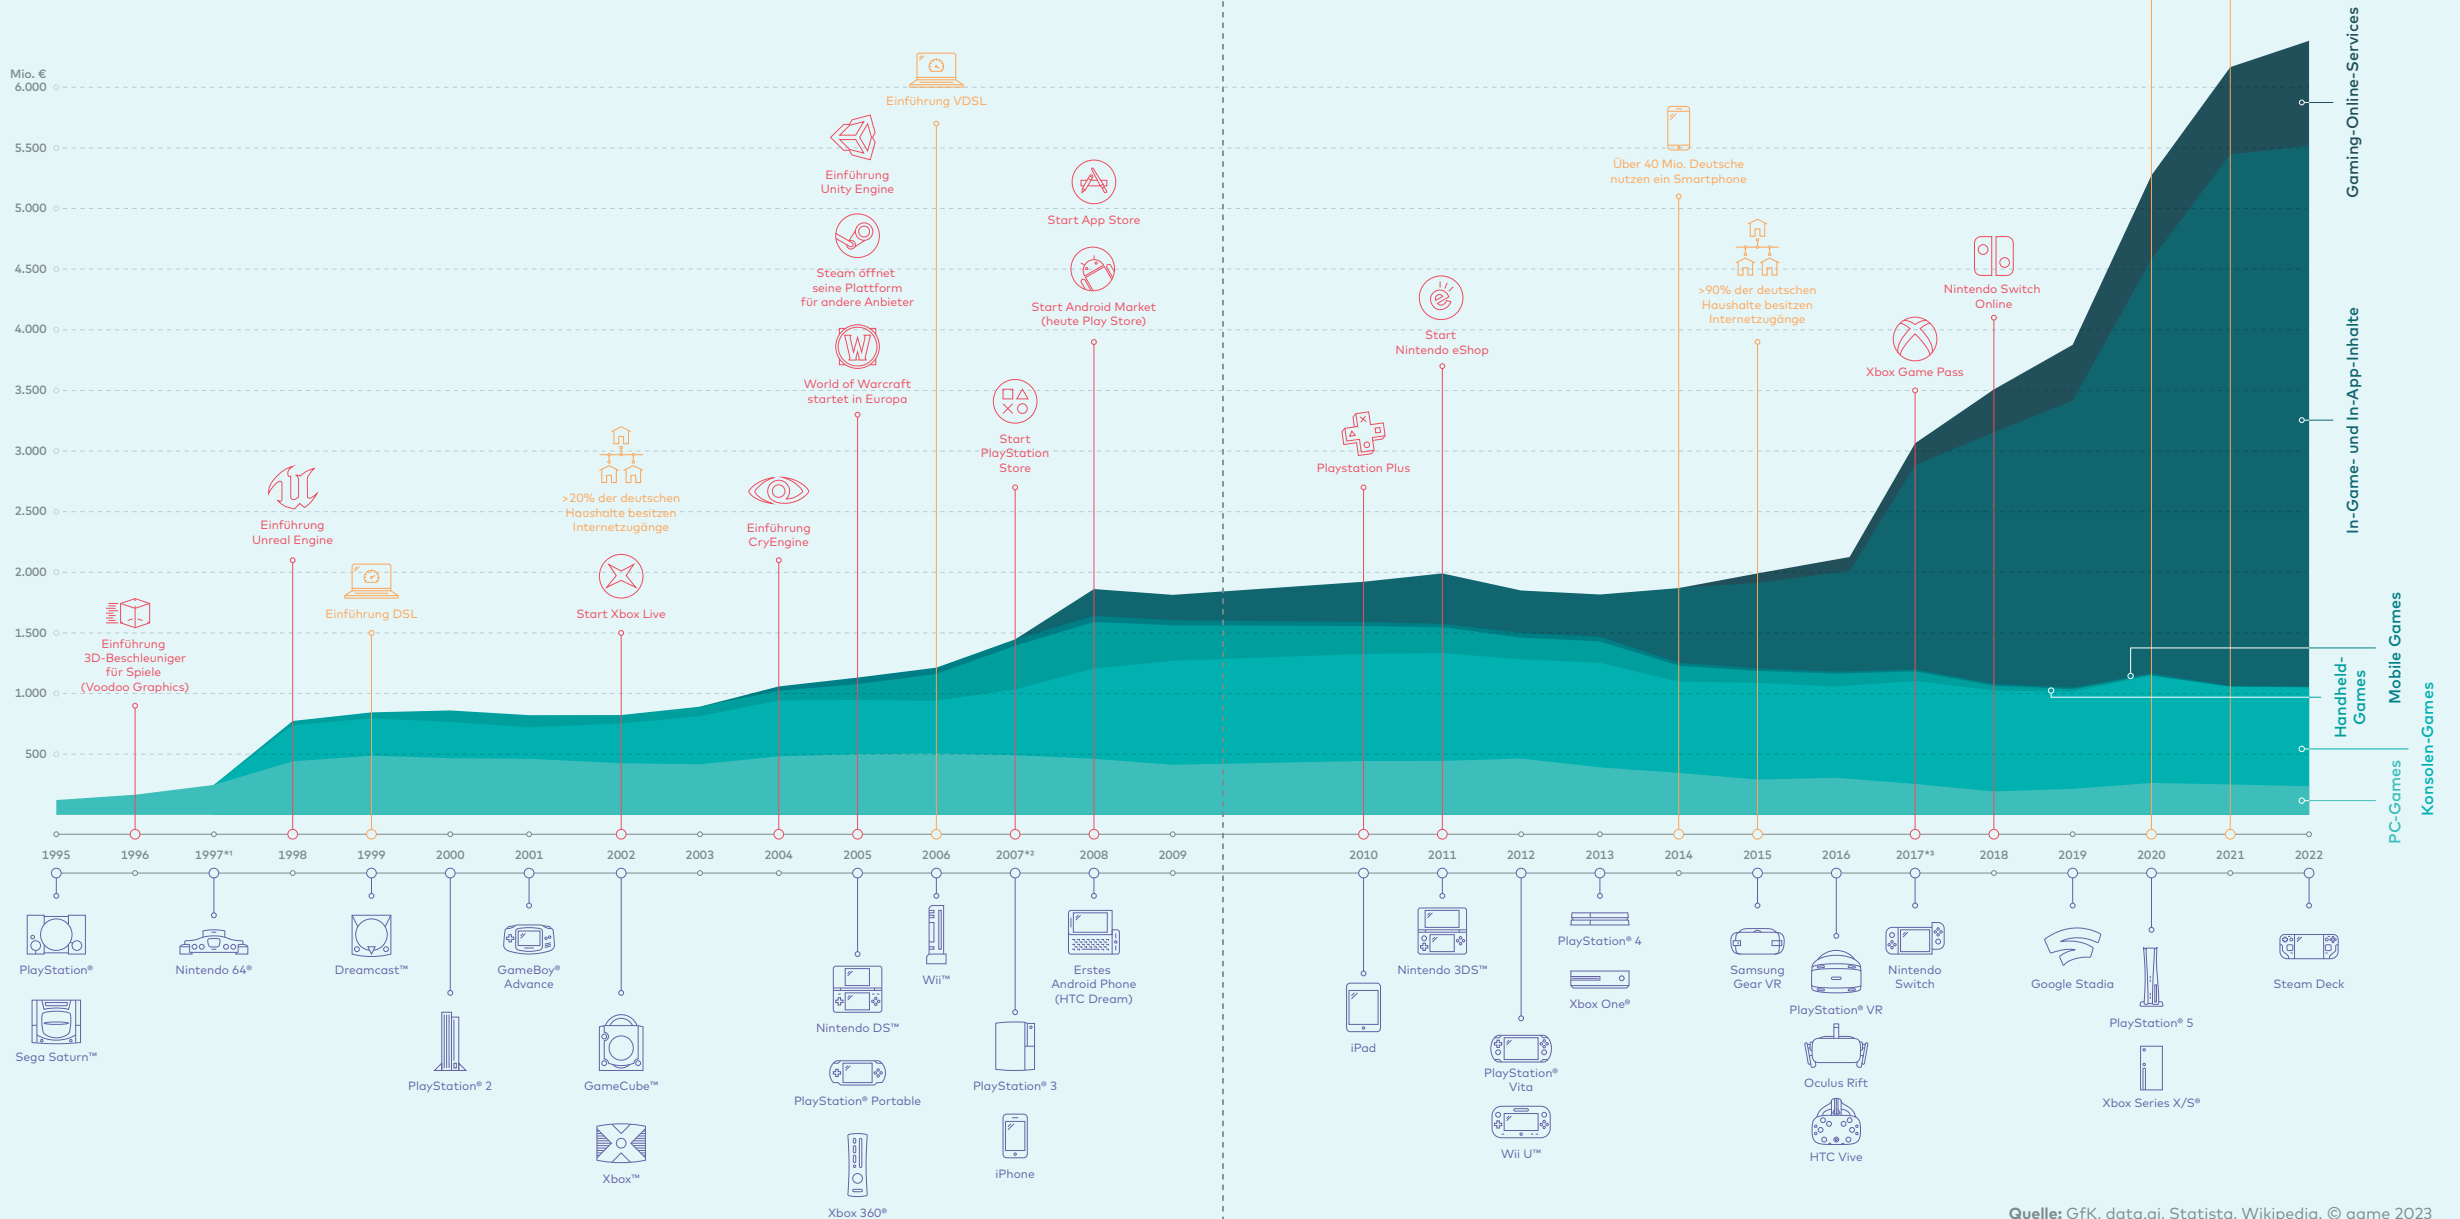 Mio. €
6.000
5.500
5.000
4.500
4.000
3.500
3.000
2.500
2.000
1.500
1.000
500
Einführung
3D-Beschleuniger
für Spiele
(Voodoo Graphics)
Einführung
Unreal Engine
Einführung DSL
>20% der deutschen
Haushalte besitzen
Internetzugänge
Start Xbox Live
Einführung
CryEngine
Einführung
Unity Engine
Steam öffnet
seine Plattform
für andere Anbieter
World of Warcraft
startet in Europa
Einführung VDSL
Start
PlayStation
Store
Start App Store
Start Android Market
(heute Play Store)
Playstation Plus
Start
Nintendo eShop
Über 40 Mio. Deutsche
nutzen ein Smartphone
>90% der deutschen
Haushalte besitzen
Internetzugänge
Xbox Game Pass
Nintendo Switch
Online
Gaming-Online-Services
In-Game- und In-App-Inhalte
Mobile Games
Handheld-
Games
Konsolen-Games
PC-Games
1995
1996
1997*¹
1998
1999
2000
2001
2002
2003
2004
2005
2006
2007*²
2008
2009
2010
2011
2012
2013
2014
2015
2016
2017*³
2018
2019
2020
2021
2022
PlayStation®
Sega Saturn™
Nintendo 64®
Dreamcast™
PlayStation® 2
GameBoy®
Advance
GameCube™
Xbox™
Nintendo DS™
PlayStation® Portable
Xbox 360®
Wii™
PlayStation® 3
iPhone
Erstes
Android Phone
(HTC Dream)
iPad
Nintendo 3DS™
PlayStation®
Vita
Wii U™
PlayStation® 4
Xbox One®
Samsung
Gear VR
PlayStation® VR
Oculus Rift
HTC Vive
Nintendo
Switch
Google Stadia
PlayStation® 5
Xbox Series X/S®
Steam Deck
Quelle: GfK, data.ai, Statista, Wikipedia, © game 2023